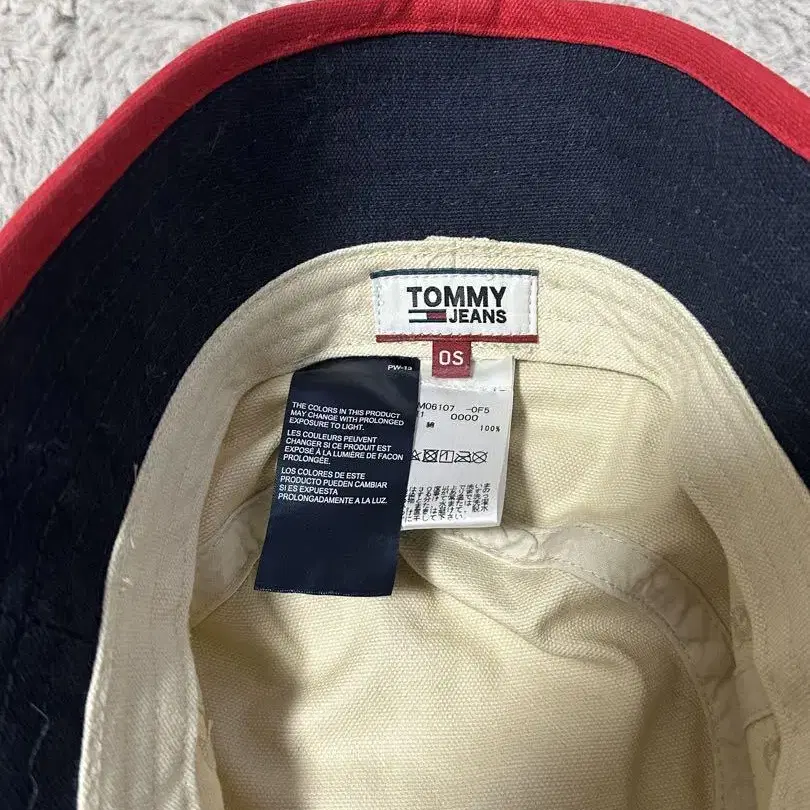 TOMMY
JEANS
OS
PW-13
THE COLORS IN THIS PRODUCT
MAY CHANGE WITH PROLONGED
EXPOSURE TO LIGHT.
LES COULEURS PEUVENT
CHANGER SI CE PRODUIT EST
EXPOSÉ À LA LUMIÈRE DE FAÇON
PROLONGÉE.
LOS COLORES DE ESTE
PRODUCTO PUEDEN CAMBIAR
SI ES EXPUESTA
PROLONGADAMENTE A LA LUZ.
M06107 -0F5
0000
綿 100%